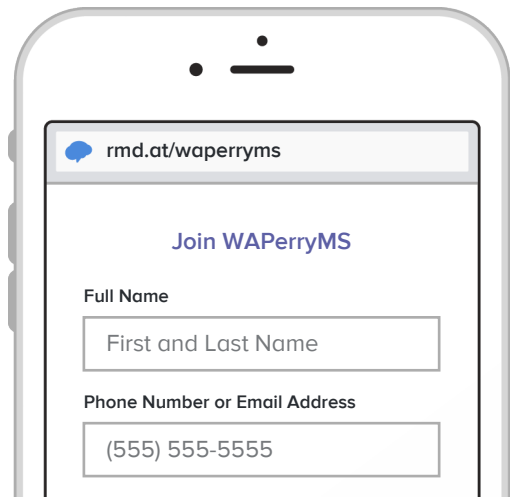 rmd.at/waperryms
Join WAPerryMS
Full Name
First and Last Name
Phone Number or Email Address
(555) 555-5555